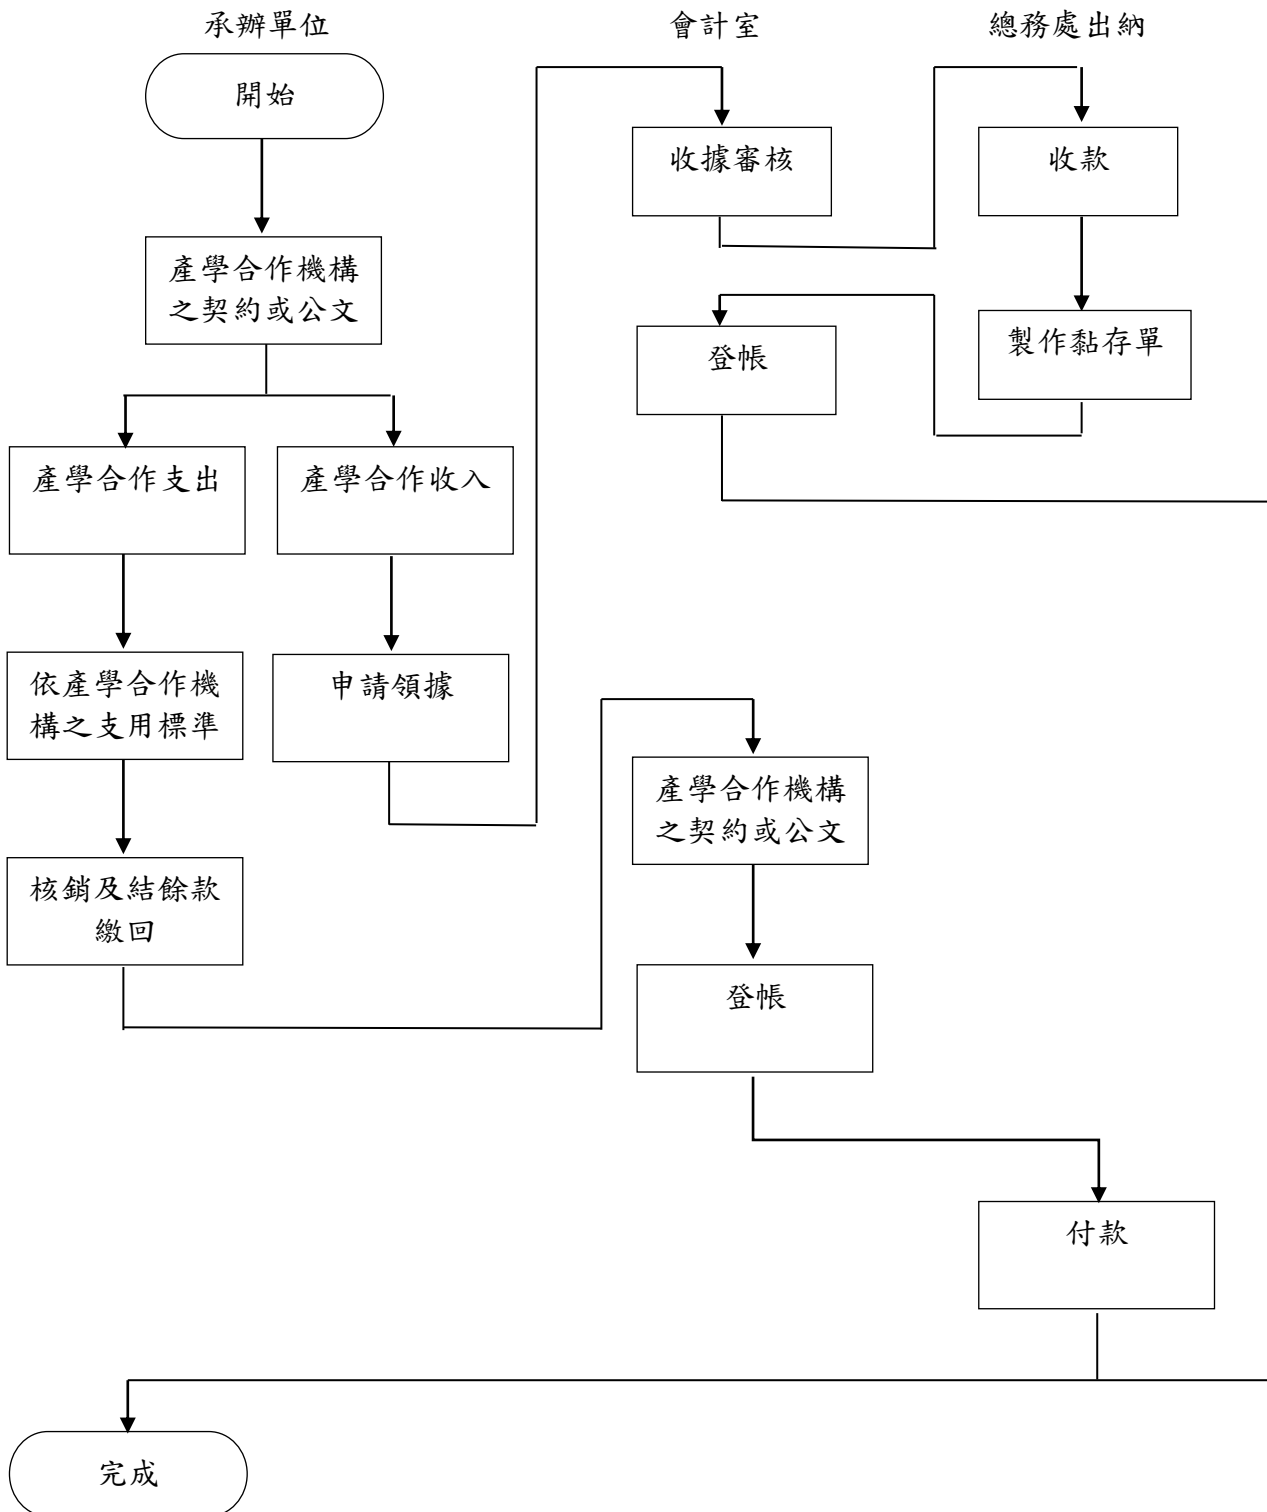 承辦單位
會計室
總務處出納
開始
收據審核
收款
產學合作機構
之契約或公文
登帳
製作黏存單
產學合作支出
產學合作收入
依產學合作機
構之支用標準
申請領據
產學合作機構
之契約或公文
核銷及結餘款
繳回
登帳
付款
完成